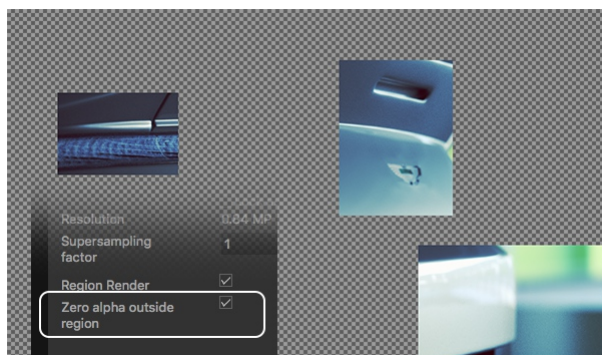 Resolution 0.84 MP
Supersampling 1
factor
Region Render
Zero alpha outside
region